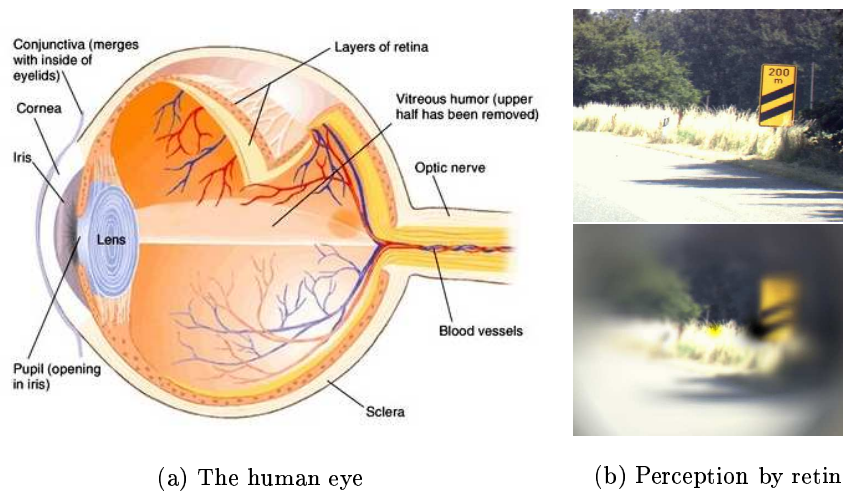 Conjunctiva (merges
with inside of
eyelids)
Cornea
Iris
Lens
Pupil (opening
in iris)
Layers of retina
Vitreous humor (upper
half has been removed)
Optic nerve
Blood vessels
Sclera
(a) The human eye
200
m
(b) Perception by retin